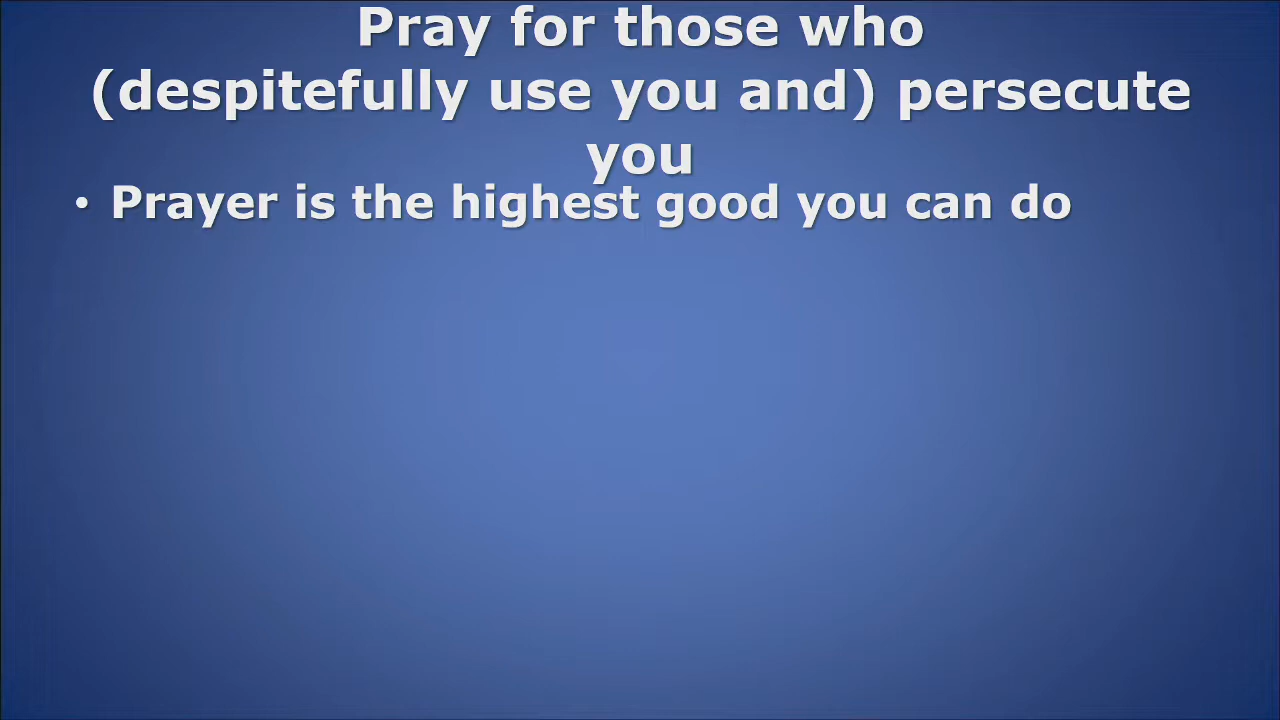 Pray for those who
(despitefully use you and) persecute
you
• Prayer is the highest good you can do